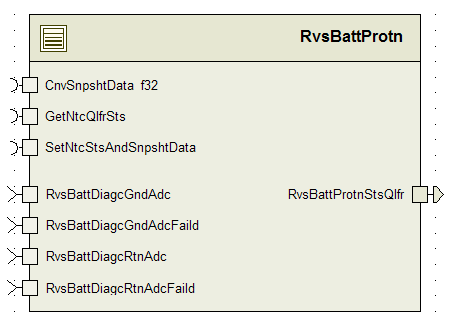 RvsBattProtn
CnvSnpshtData f32
GetNtcQlfrSts
SetNtcStsAndSnpshtData
RvsBattDiagcGndAdc
RvsBattProtnStsQlfr
RvsBattDiagcGndAdcFaild
RvsBattDiagcRtnAdc
RvsBattDiagcRtnAdcFaild